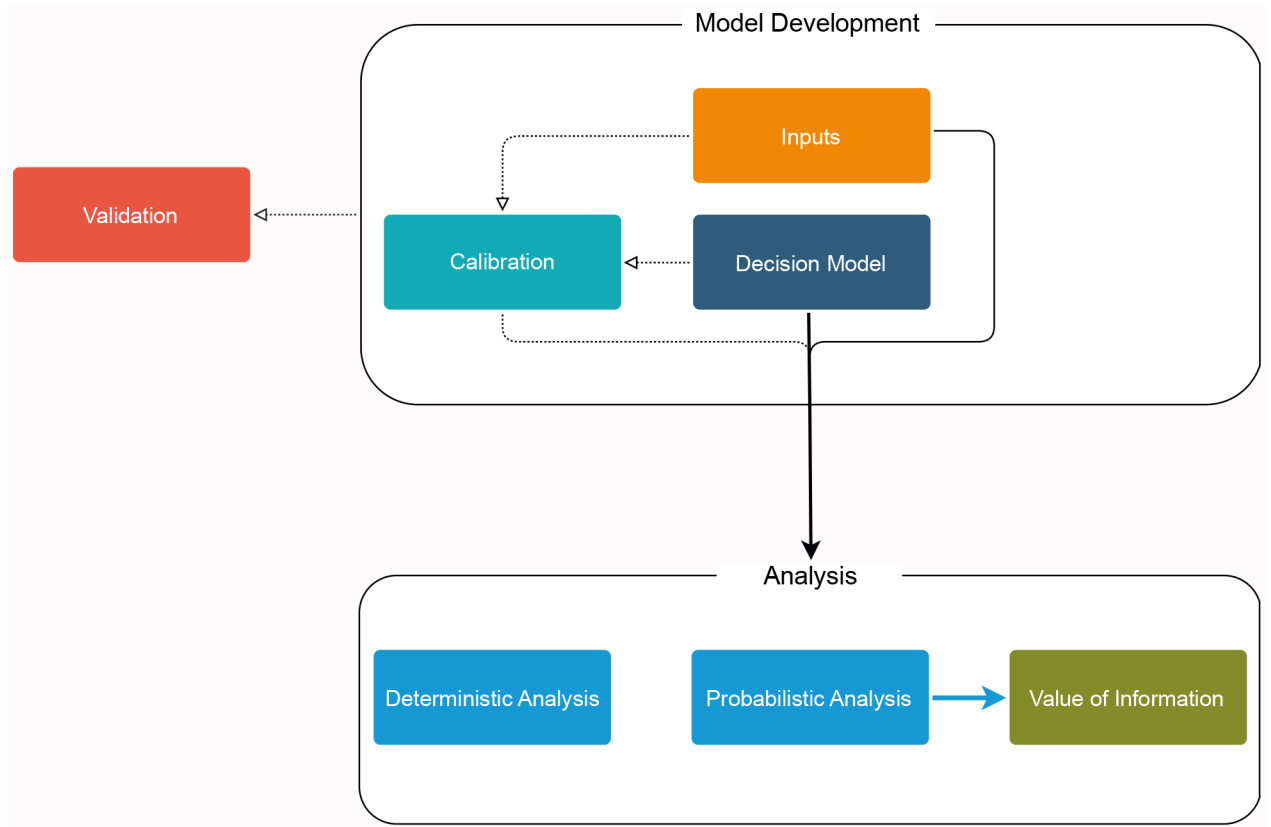 Model Development
Inputs
Validation
Calibration
Decision Model
Analysis
Deterministic Analysis
Probabilistic Analysis
Value of Information